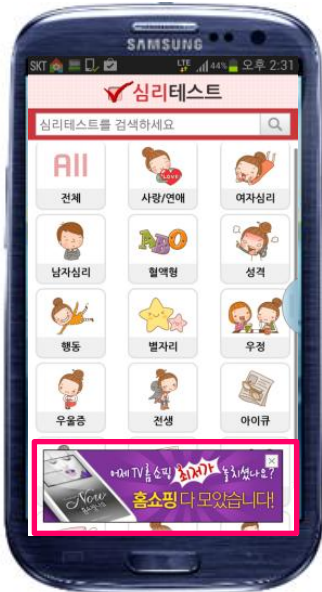 SAMSUNG
SKT LTE 44% 오후 2:31
심리테스트
심리테스트를 검색하세요
All
전체
LOVE
사랑/연애
여자심리
남자심리
ABO
혈액형
성격
행동
별자리
우정
우울증
전생
아이큐
어제 TV홈쇼핑 최저가 놓치셨나요?
Now
홈쇼핑 다 모았습니다!